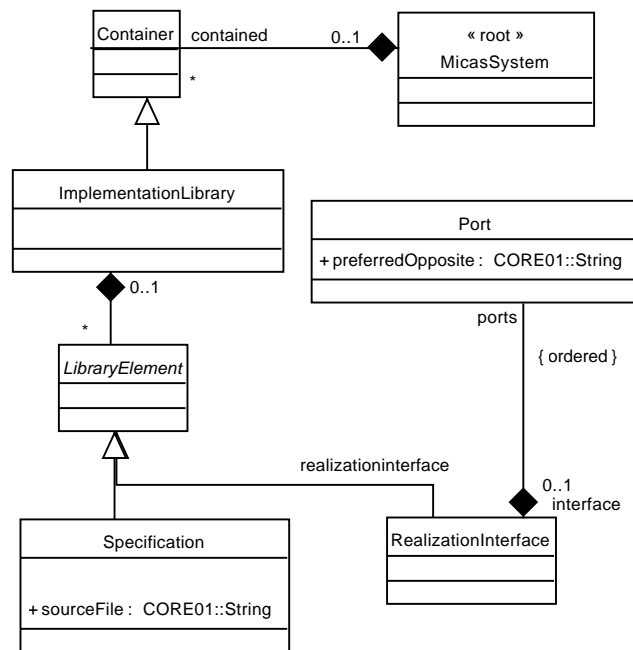 Container
contained
0..1
*
« root »
MicasSystem
ImplementationLibrary
Port
+ preferredOpposite : CORE01::String
0..1
*
ports
{ ordered }
LibraryElement
realizationinterface
0..1
interface
Specification
+ sourceFile : CORE01::String
RealizationInterface